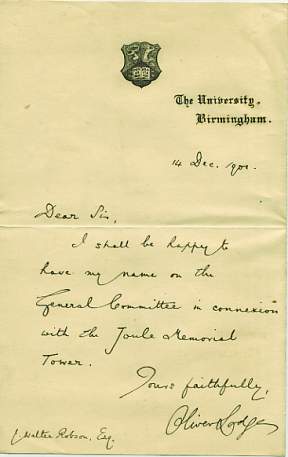 The University,
Birmingham.
14 Dec. 190
Dear Sir,
I shall be happy to
have my name on the
General Committee in connexion
with the Joule Memorial
Tower.
Yours faithfully,
Oliver Lodge
Walter Robson, Esq.